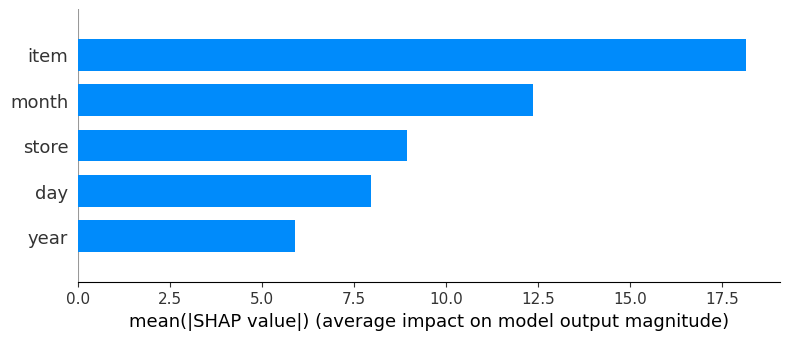 item
month
store
day
year
0.0 2.5 5.0 7.5 10.0 12.5 15.0 17.5
mean(|SHAP value|) (average impact on model output magnitude)